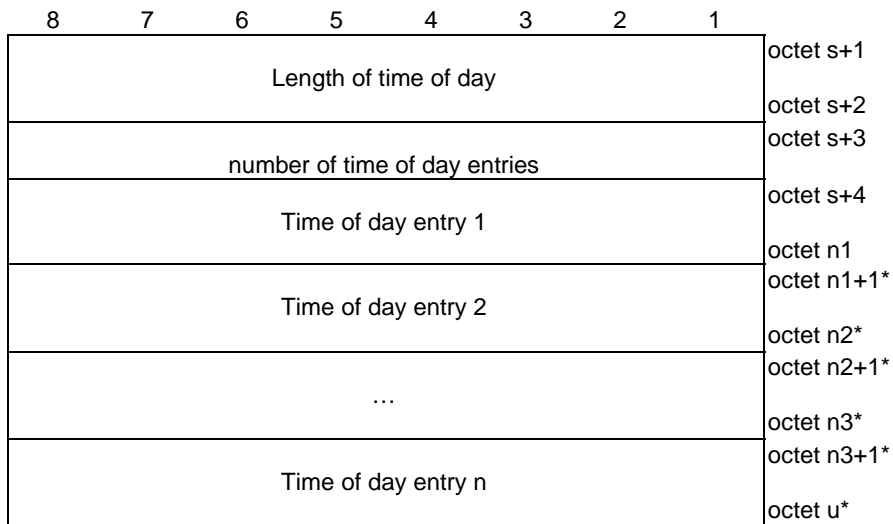 8 7 6 5 4 3 2 1
octet s+1
Length of time of day
octet s+2
octet s+3
number of time of day entries
octet s+4
Time of day entry 1
octet n1
octet n1+1*
Time of day entry 2
octet n2*
octet n2+1*
…
octet n3*
octet n3+1*
Time of day entry n
octet u*